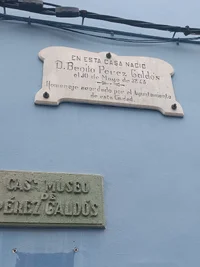 EN ESTA CASA NACIÓ
D. Benito Pérez Galdós
el 10 de Mayo de 1843
Homenaje acordado por el Ayuntamiento
de esta Ciudad.
CASA MUSEO
DE
PÉREZ GALDÓS